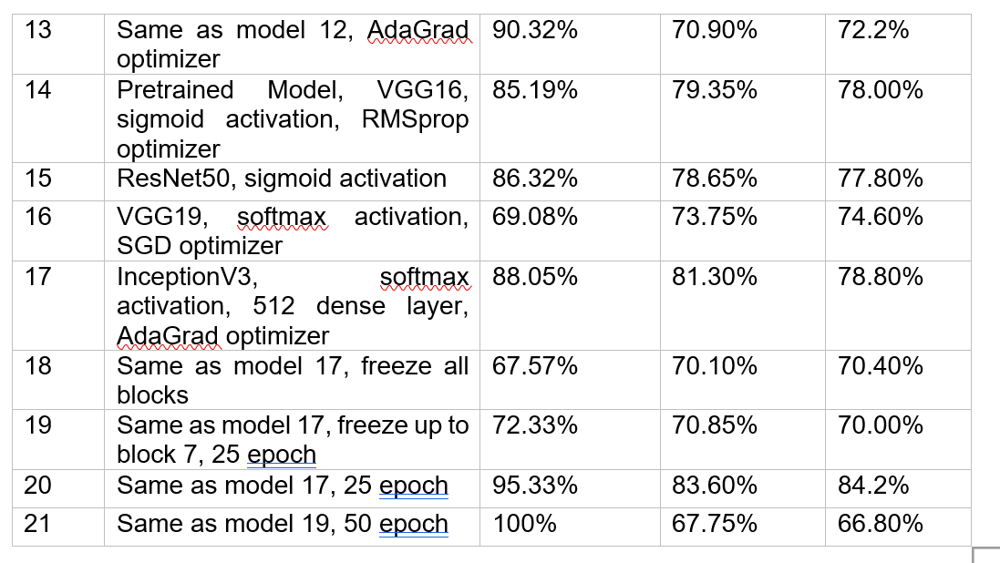 13 Same as model 12, AdaGrad 90.32% 70.90% 72.2%
optimizer
14 Pretrained Model, VGG16, 85.19% 79.35% 78.00%
sigmoid activation, RMSprop
optimizer
15 ResNet50, sigmoid activation 86.32% 78.65% 77.80%
16 VGG19, softmax activation, 69.08% 73.75% 74.60%
SGD optimizer
17 InceptionV3, softmax 88.05% 81.30% 78.80%
activation, 512 dense layer,
AdaGrad optimizer
18 Same as model 17, freeze all 67.57% 70.10% 70.40%
blocks
19 Same as model 17, freeze up to 72.33% 70.85% 70.00%
block 7, 25 epoch
20 Same as model 17, 25 epoch 95.33% 83.60% 84.2%
21 Same as model 19, 50 epoch 100% 67.75% 66.80%